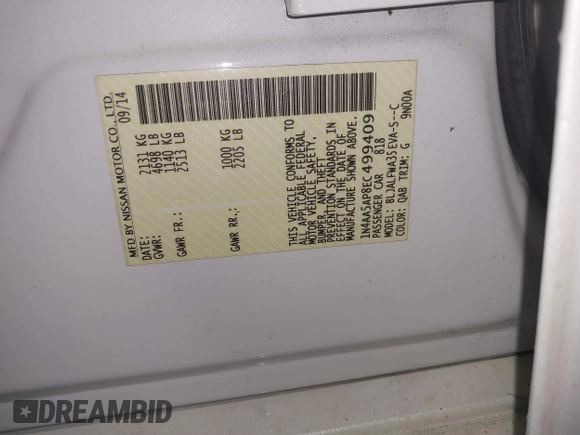 MFD BY NISSAN MOTOR CO., LTD.
DATE: 09/14
GVWR: 2131 KG
4698 LB
GAWR FR.: 1140 KG
2513 LB
GAWR RR.: 1000 KG
2205 LB
THIS VEHICLE CONFORMS TO
ALL APPLICABLE FEDERAL
MOTOR VEHICLE SAFETY,
BUMPER, AND THEFT
PREVENTION STANDARDS IN
EFFECT ON THE DATE OF
MANUFACTURE SHOWN ABOVE.
1N4AA5AP8EC499409
PASSENGER CAR B18
MODEL: BL1ALFWA35EVA-S--C
COLOR: QAB TRIM: G 9N00A
DREAMBID